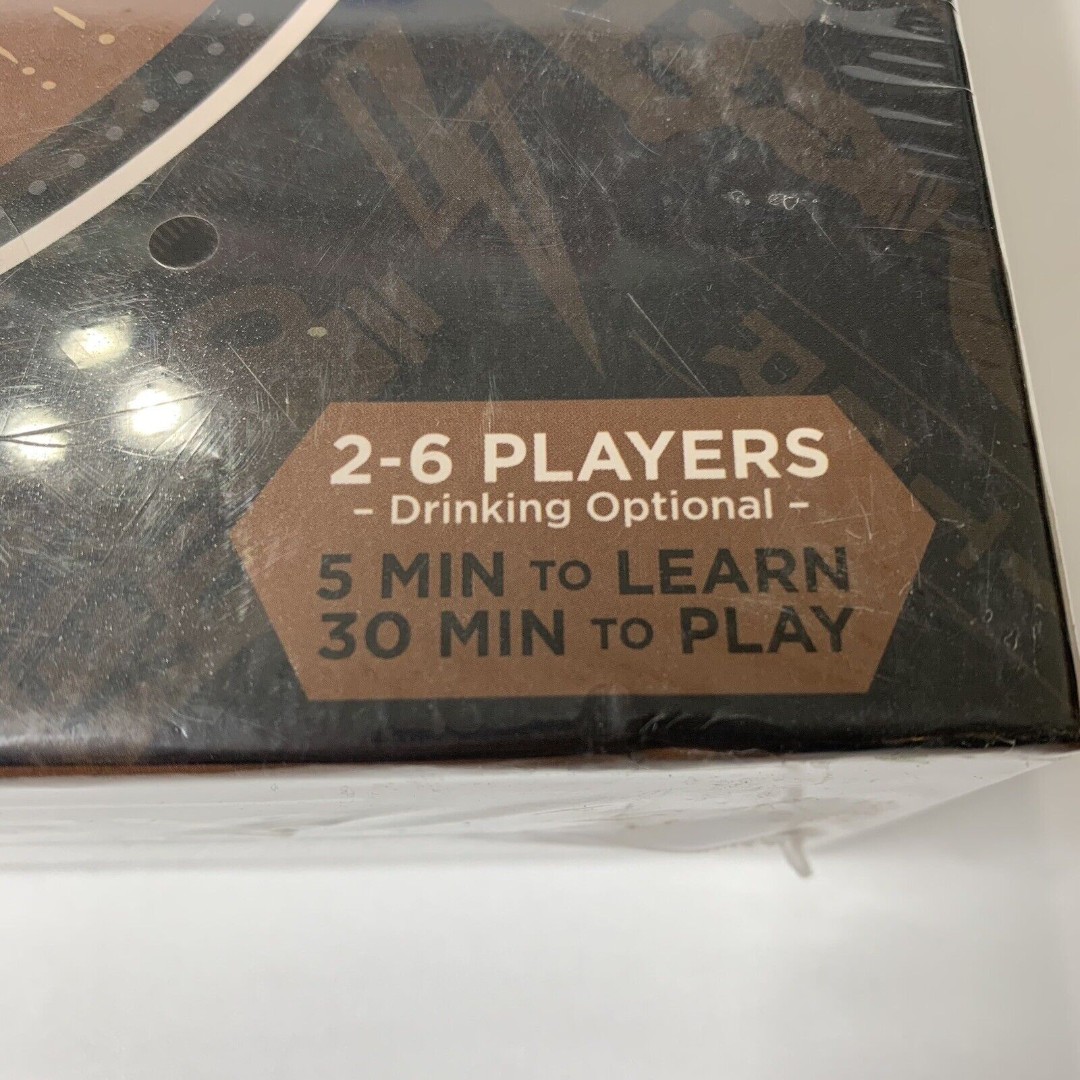 2-6 PLAYERS
– Drinking Optional –
5 MIN TO LEARN
30 MIN TO PLAY